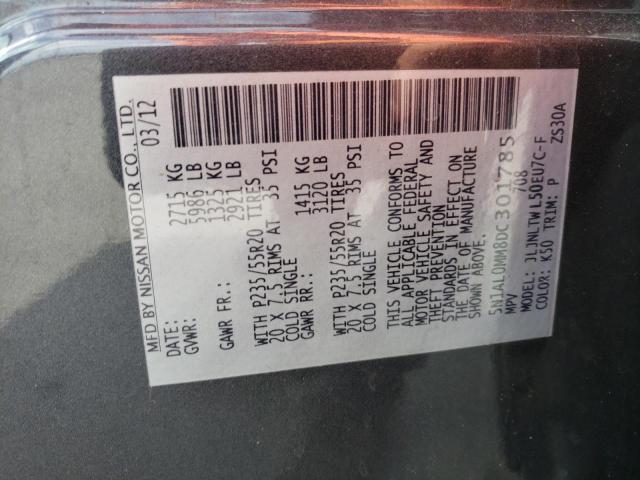 MFD BY NISSAN MOTOR CO., LTD.
DATE: 03/12
GVWR: 2715 KG
5986 LB
GAWR FR.: 1325 KG
2921 LB
WITH P235/55R20 TIRES
20 X 7.5 RIMS AT 35 PSI
COLD SINGLE
GAWR RR.: 1415 KG
3120 LB
WITH P235/55R20 TIRES
20 X 7.5 RIMS AT 35 PSI
COLD SINGLE
THIS VEHICLE CONFORMS TO
ALL APPLICABLE FEDERAL
MOTOR VEHICLE SAFETY AND
THEFT PREVENTION
STANDARDS IN EFFECT ON
THE DATE OF MANUFACTURE
SHOWN ABOVE.
5N1AL0MM8DC301785
MPV 708
MODEL: JLJNLTWL50EU7C-F
COLOR: K50 TRIM: P ZS30A